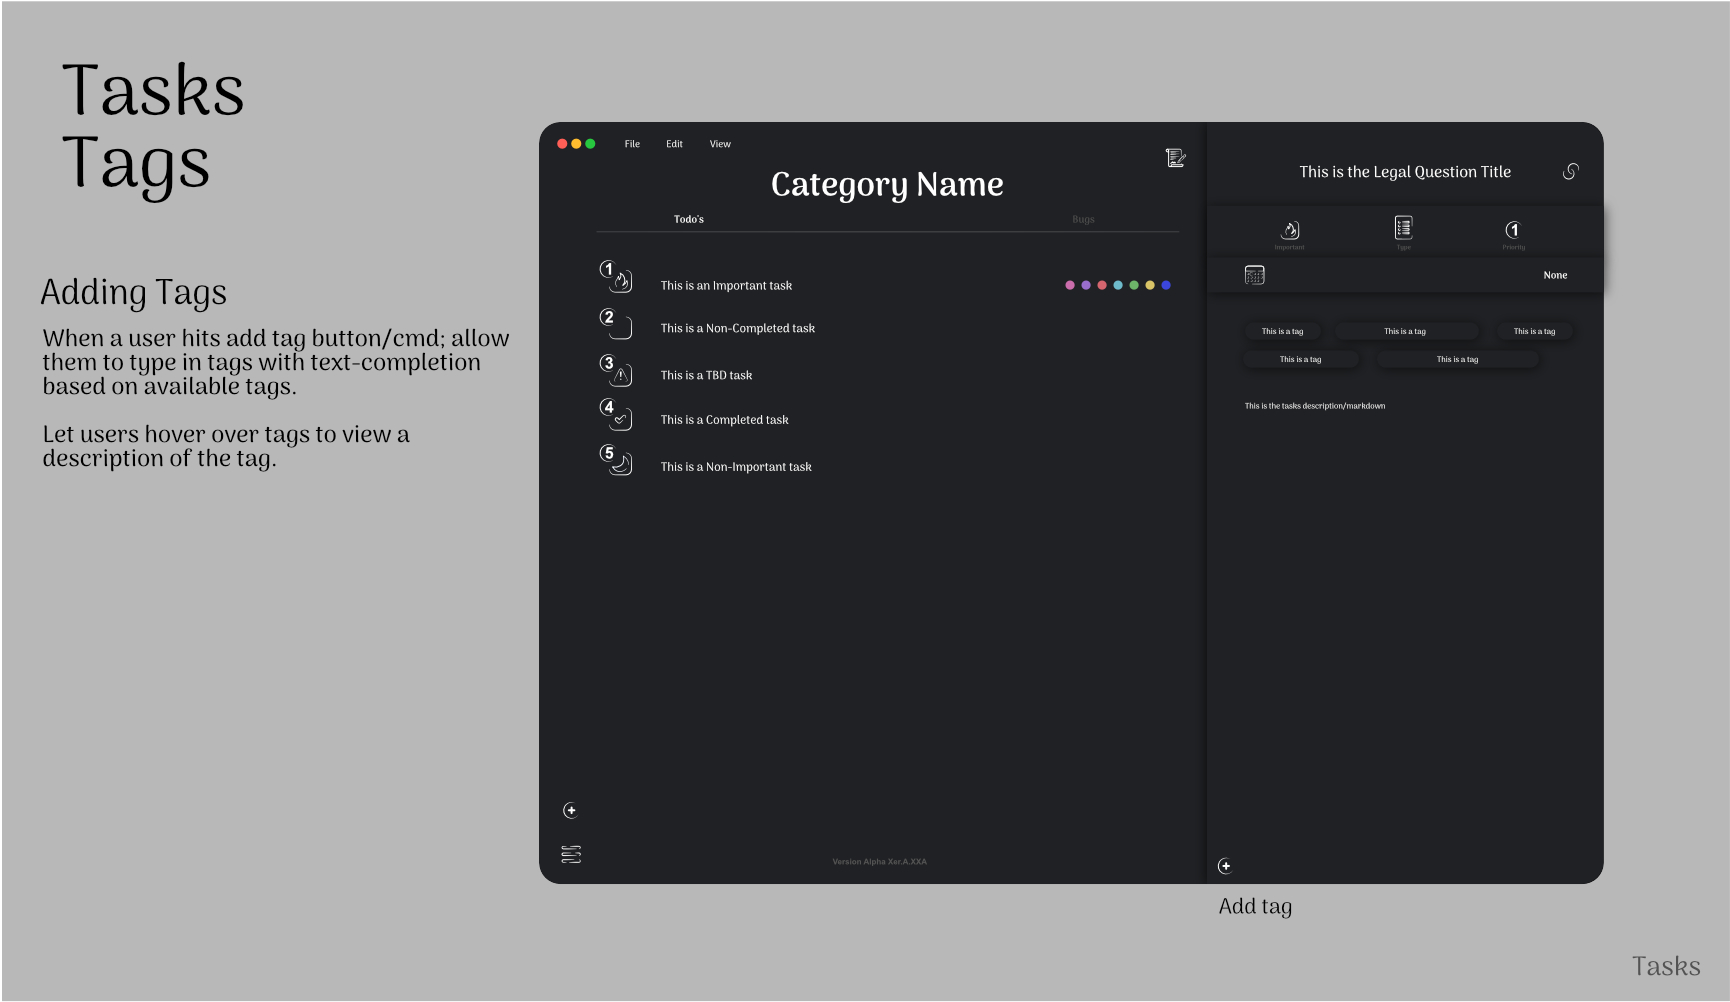 Tasks
Tags
Adding Tags
When a user hits add tag button/cmd; allow
them to type in tags with text-completion
based on available tags.
Let users hover over tags to view a
description of the tag.
File Edit View
Category Name
Todo's Bugs
1
This is an Important task
2
This is a Non-Completed task
3
This is a TBD task
4
This is a Completed task
5
This is a Non-Important task
Version Alpha Xer.A.XXA
This is the Legal Question Title
1
Important Type Priority
None
This is a tag This is a tag This is a tag
This is a tag This is a tag
This is the tasks description/markdown
Add tag
Tasks